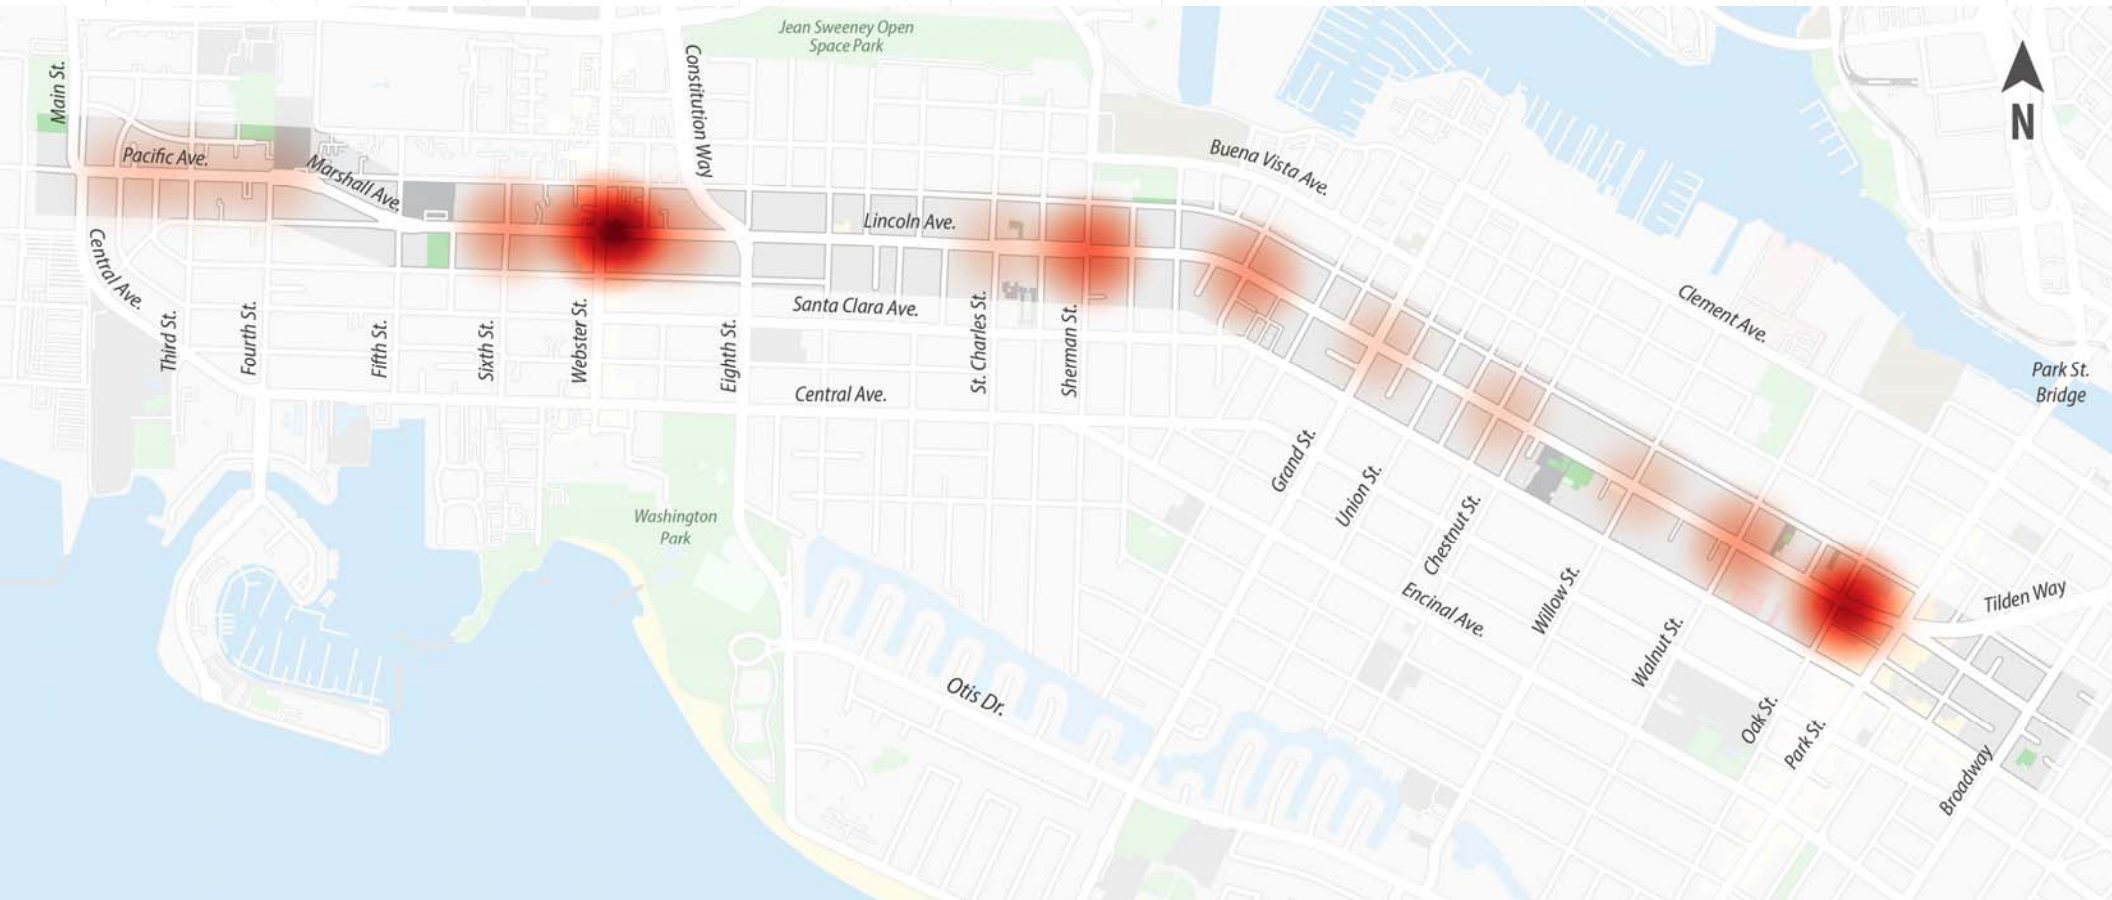 Jean Sweeney Open
Space Park
Main St.
Constitution Way
N
Pacific Ave.
Marshall Ave.
Buena Vista Ave.
Lincoln Ave.
Central Ave.
Santa Clara Ave.
Clement Ave.
Third St.
Fourth St.
Fifth St.
Sixth St.
Webster St.
Eighth St.
St. Charles St.
Sherman St.
Park St.
Bridge
Central Ave.
Grand St.
Union St.
Chestnut St.
Washington
Park
Encinal Ave.
Willow St.
Tilden Way
Walnut St.
Otis Dr.
Oak St.
Park St.
Broadway